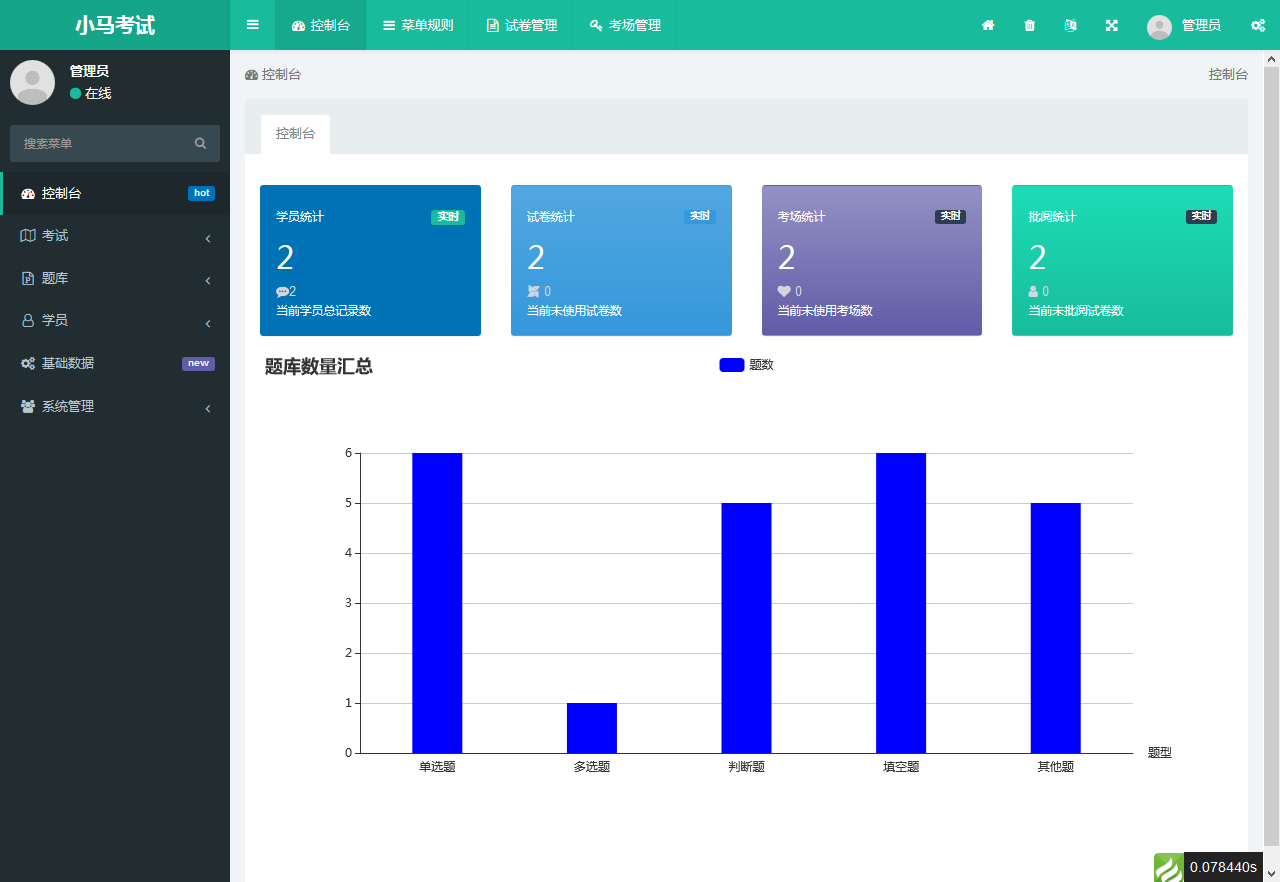 小马考试
控制台
菜单规则
试卷管理
考场管理
管理员
管理员
在线
搜索菜单
控制台 hot
考试
题库
学员
基础数据 new
系统管理
控制台
控制台
控制台
学员统计 实时
2
2
当前学员总记录数
试卷统计 实时
2
0
当前未使用试卷数
考场统计 实时
2
0
当前未使用考场数
批阅统计 实时
2
0
当前未批阅试卷数
题库数量汇总
题数
6
5
4
3
2
1
0
单选题 多选题 判断题 填空题 其他题
题型
0.078440s